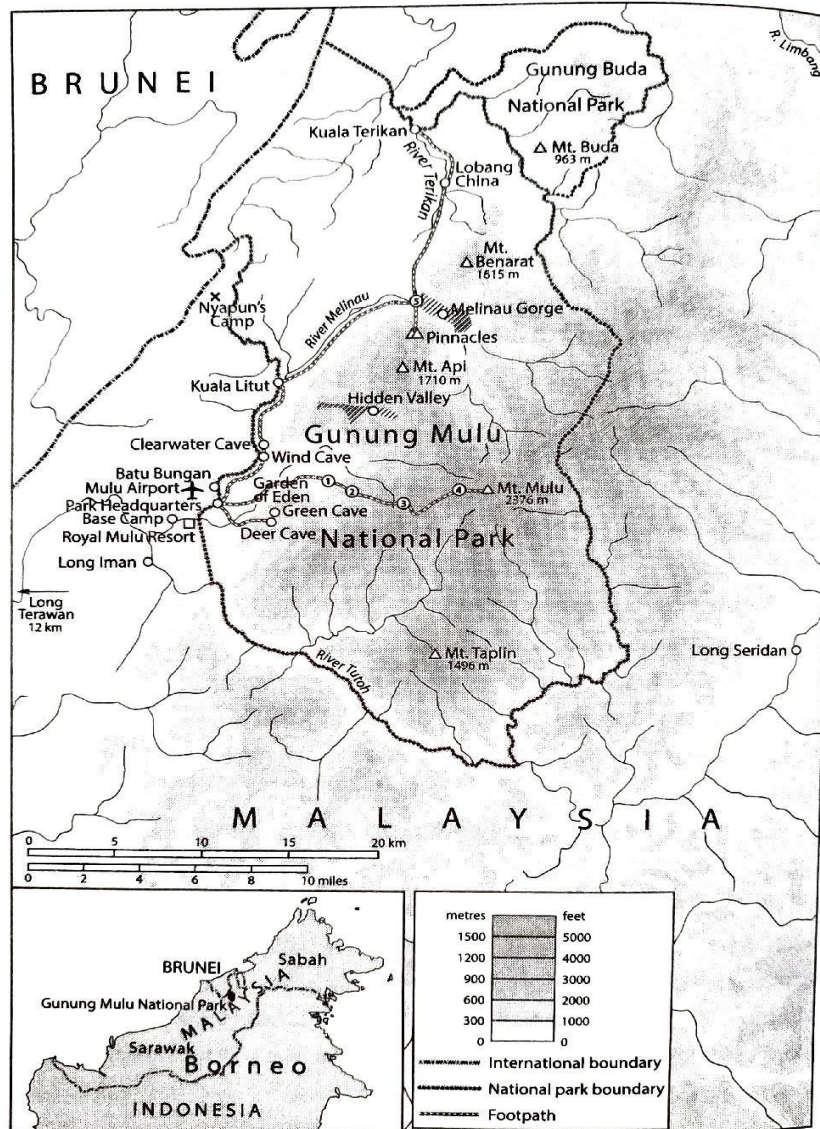 R. Limbang
BRUNEI
Gunung Buda
National Park
Kuala Terikan
Mt. Buda
963 m
River Terikan
Lobang
China
Mt.
Benarat
1615 m
Nyapun's
Camp
River Melinau
5
Melinau Gorge
Pinnacles
Mt. Api
1710 m
Kuala Litut
Hidden Valley
Gunung Mulu
Clearwater Cave
Wind Cave
Batu Bungan
Mulu Airport
Garden
of Eden
1
2
3
4
Mt. Mulu
2376 m
Park Headquarters
Base Camp
Green Cave
Royal Mulu Resort
Deer Cave
National Park
Long Iman
Long
Terawan
12 km
Mt. Taplin
1496 m
Long Seridan
River Tutoh
MALAYSIA
0 5 10 15 20 km
0 2 4 6 8 10 miles
Sabah
BRUNEI
Gunung Mulu National Park
MALAYSIA
Sarawak
Borneo
INDONESIA
metres feet
1500 5000
1200 4000
900 3000
600 2000
300 1000
0 0
International boundary
National park boundary
Footpath